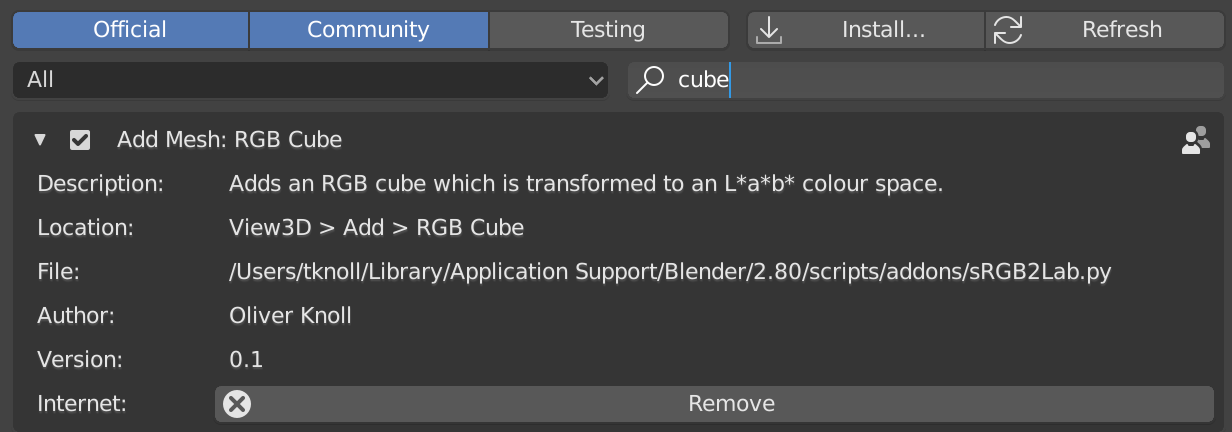 Official Community Testing Install... Refresh
All cube
Add Mesh: RGB Cube
Description: Adds an RGB cube which is transformed to an L*a*b* colour space.
Location: View3D > Add > RGB Cube
File: /Users/tknoll/Library/Application Support/Blender/2.80/scripts/addons/sRGB2Lab.py
Author: Oliver Knoll
Version: 0.1
Internet: Remove